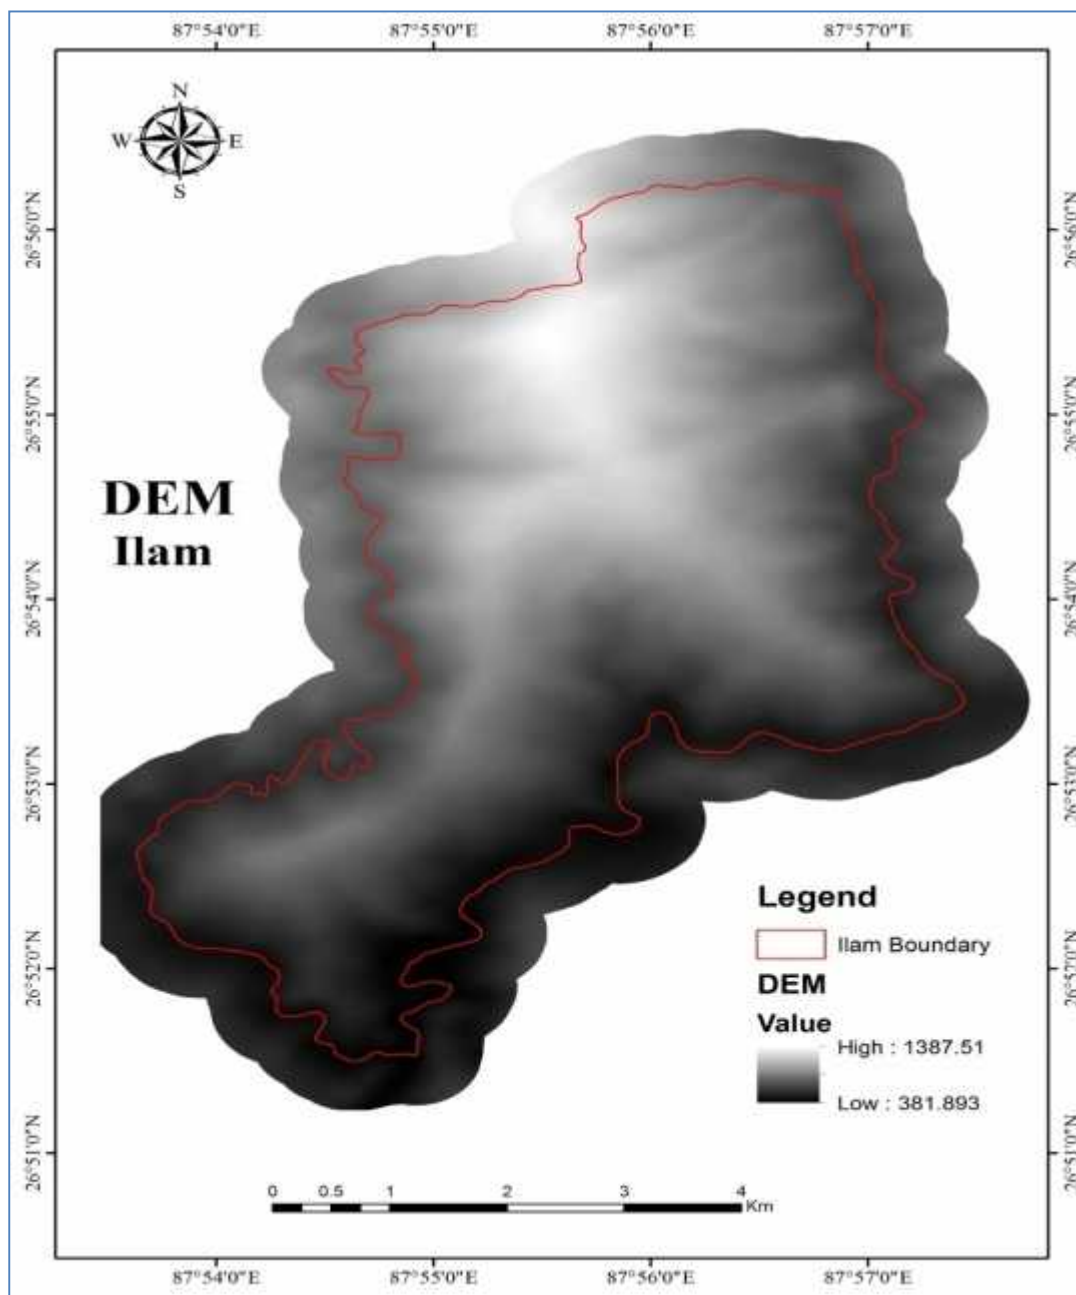 87°54'0"E 87°55'0"E 87°56'0"E 87°57'0"E
N
W E
S
26°56'0"N 26°56'0"N
26°55'0"N 26°55'0"N
DEM
Ilam
26°54'0"N 26°54'0"N
26°53'0"N 26°53'0"N
Legend
Ilam Boundary
26°52'0"N 26°52'0"N
DEM
Value
High : 1387.51
Low : 381.893
26°51'0"N 26°51'0"N
0 0.5 1 2 3 4
Km
87°54'0"E 87°55'0"E 87°56'0"E 87°57'0"E